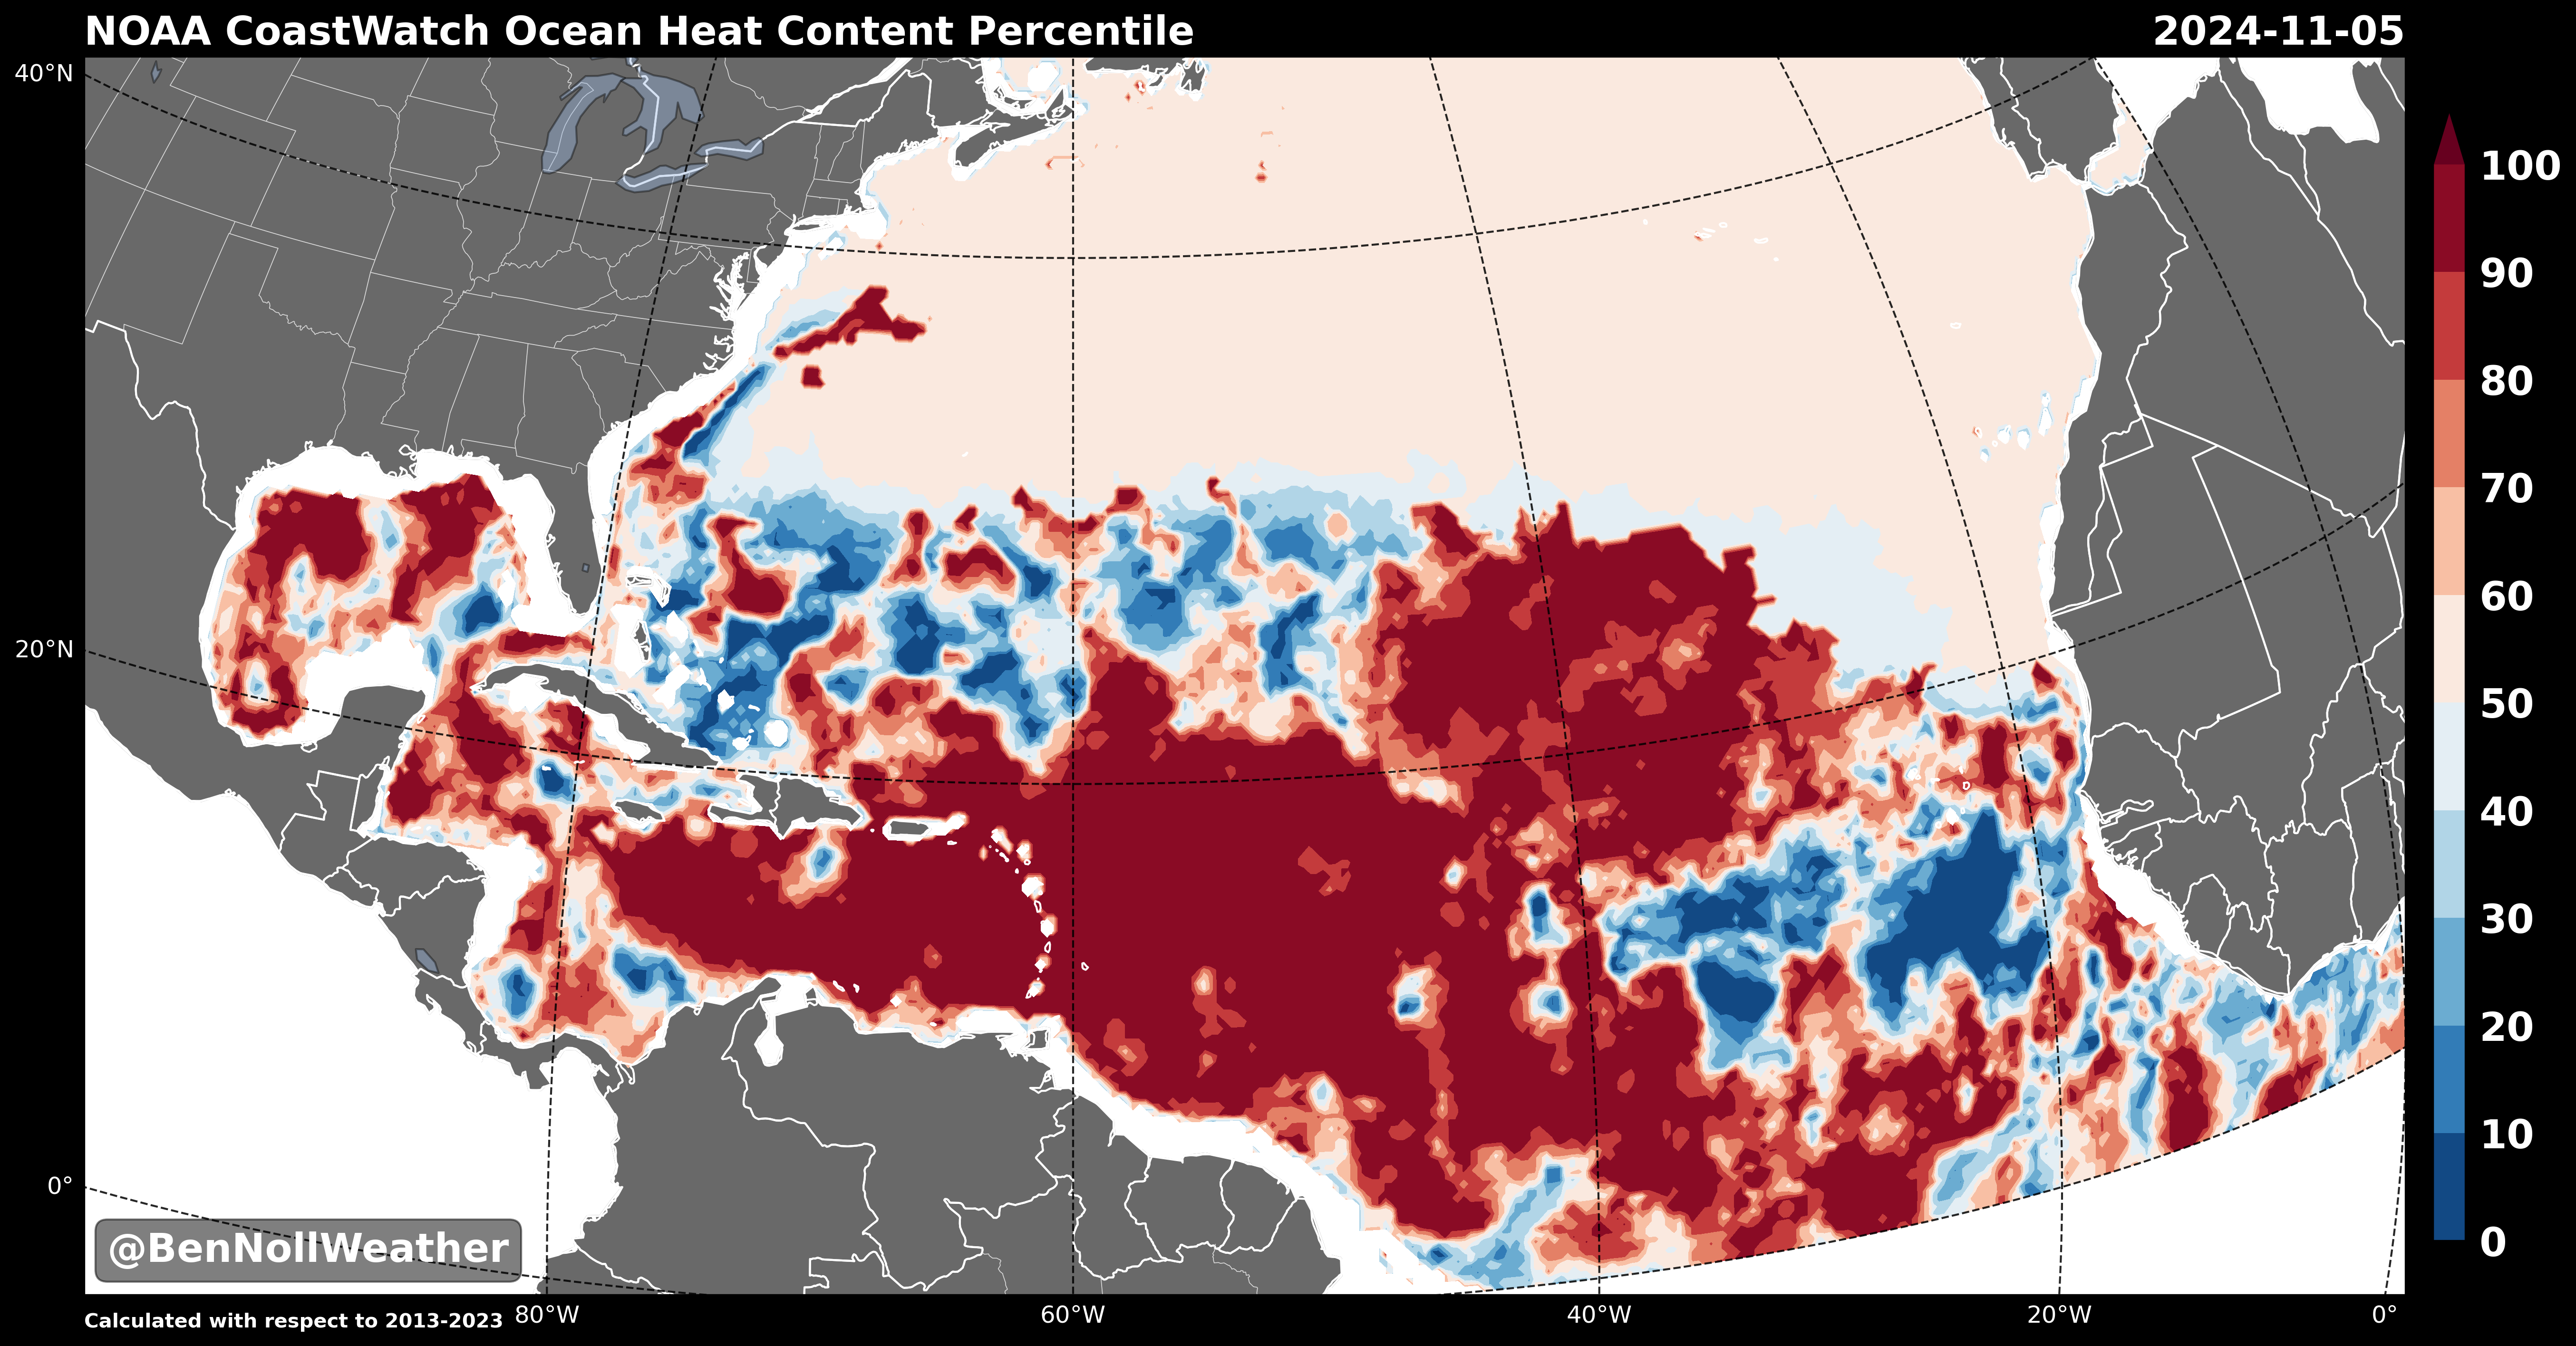 NOAA CoastWatch Ocean Heat Content Percentile 2024-11-05
40°N
20°N
0°
100
90
80
70
60
50
40
30
20
10
0
@BenNollWeather
Calculated with respect to 2013-2023 80°W 60°W 40°W 20°W 0°